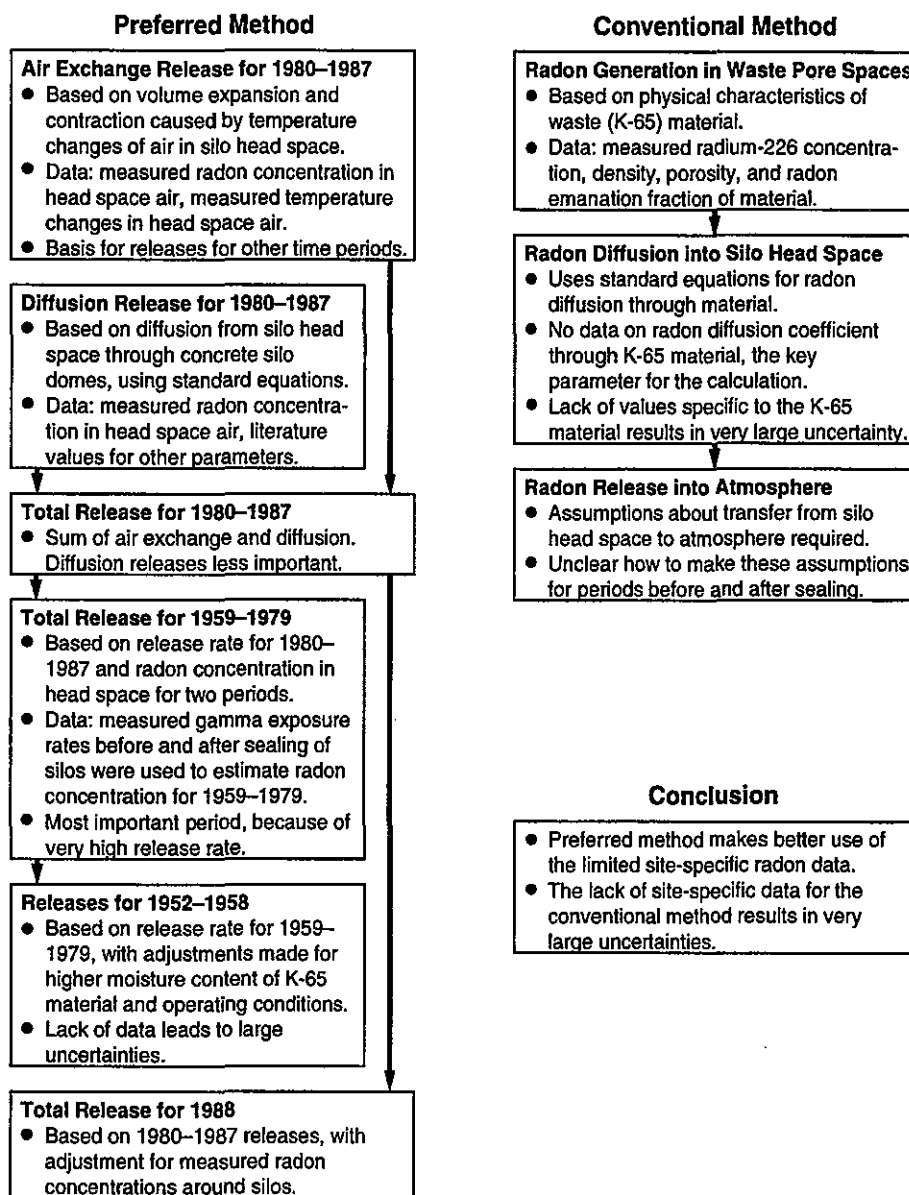 Preferred Method
Air Exchange Release for 1980–1987
● Based on volume expansion and
contraction caused by temperature
changes of air in silo head space.
● Data: measured radon concentration in
head space air, measured temperature
changes in head space air.
● Basis for releases for other time periods.
Diffusion Release for 1980–1987
● Based on diffusion from silo head
space through concrete silo
domes, using standard equations.
● Data: measured radon concentra-
tion in head space air, literature
values for other parameters.
Total Release for 1980–1987
● Sum of air exchange and diffusion.
Diffusion releases less important.
Total Release for 1959–1979
● Based on release rate for 1980–
1987 and radon concentration in
head space for two periods.
● Data: measured gamma exposure
rates before and after sealing of
silos were used to estimate radon
concentration for 1959–1979.
● Most important period, because of
very high release rate.
Releases for 1952–1958
● Based on release rate for 1959–
1979, with adjustments made for
higher moisture content of K-65
material and operating conditions.
● Lack of data leads to large
uncertainties.
Total Release for 1988
● Based on 1980–1987 releases, with
adjustment for measured radon
concentrations around silos.
Conventional Method
Radon Generation in Waste Pore Spaces
● Based on physical characteristics of
waste (K-65) material.
● Data: measured radium-226 concentra-
tion, density, porosity, and radon
emanation fraction of material.
Radon Diffusion into Silo Head Space
● Uses standard equations for radon
diffusion through material.
● No data on radon diffusion coefficient
through K-65 material, the key
parameter for the calculation.
● Lack of values specific to the K-65
material results in very large uncertainty.
Radon Release into Atmosphere
● Assumptions about transfer from silo
head space to atmosphere required.
● Unclear how to make these assumptions
for periods before and after sealing.
Conclusion
● Preferred method makes better use of
the limited site-specific radon data.
● The lack of site-specific data for the
conventional method results in very
large uncertainties.